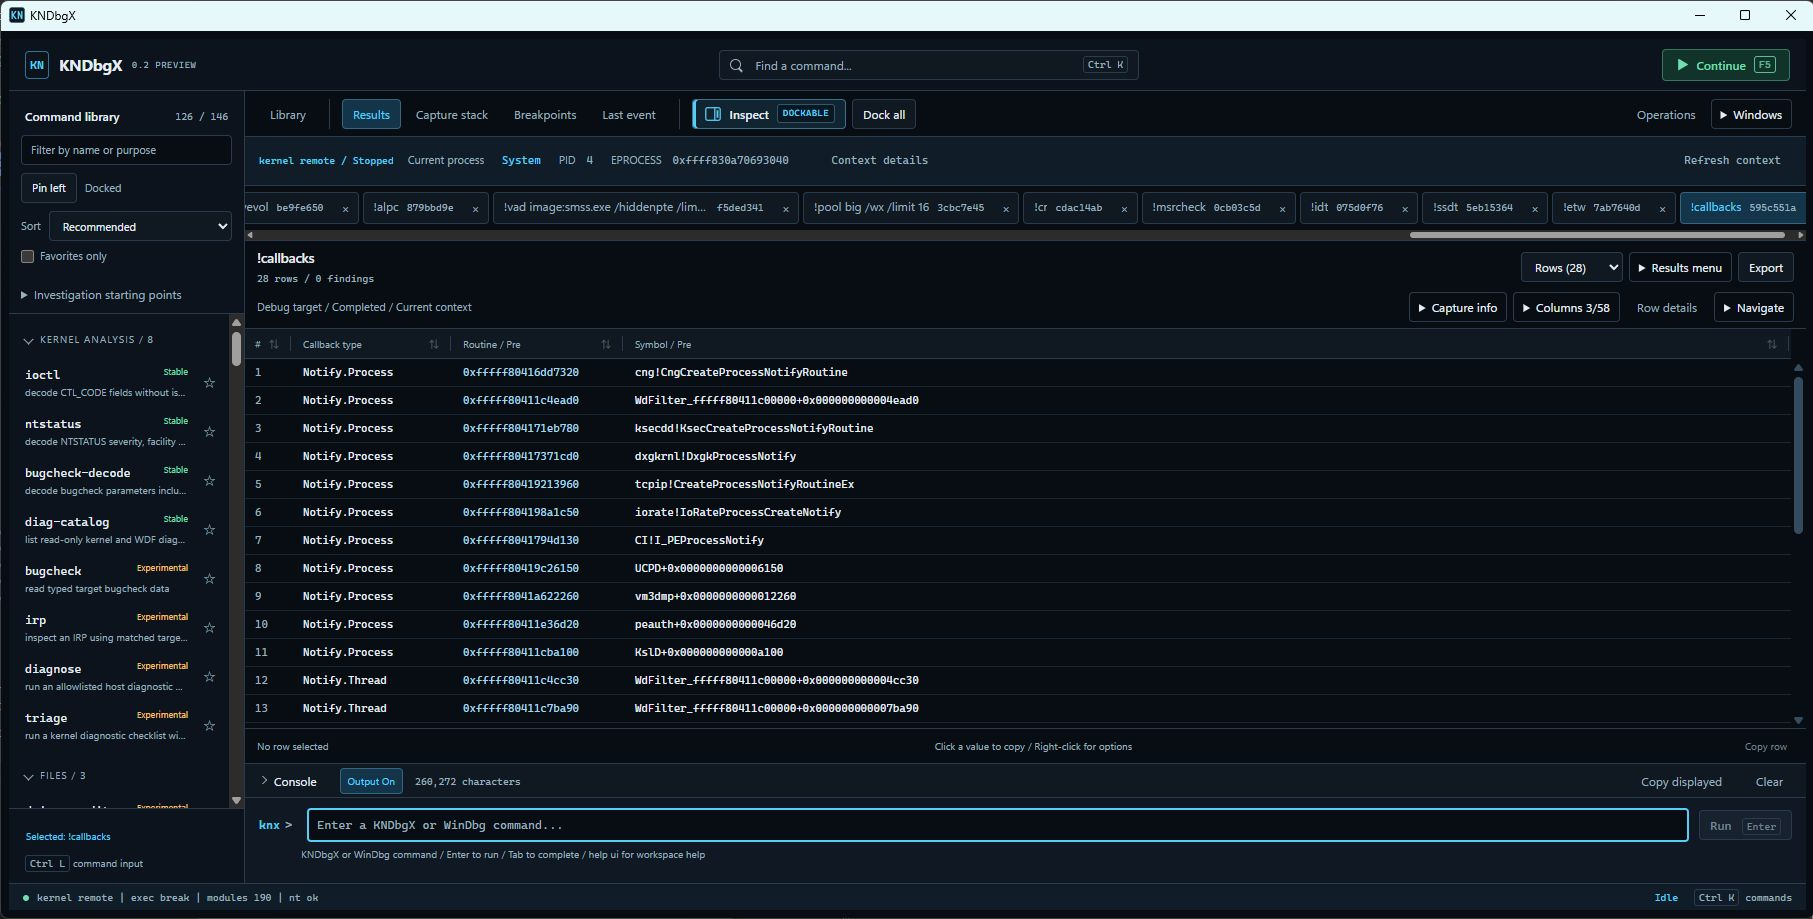 KN KNDbgX
KN KNDbgX 0.2 PREVIEW
Find a command... Ctrl K
Continue F5
Command library 126 / 146
Filter by name or purpose
Pin left Docked
Sort Recommended
Favorites only
Investigation starting points
KERNEL ANALYSIS / 8
ioctl Stable
decode CTL_CODE fields without is...
ntstatus Stable
decode NTSTATUS severity, facility ...
bugcheck-decode Stable
decode bugcheck parameters inclu...
diag-catalog Stable
list read-only kernel and WDF diag...
bugcheck Experimental
read typed target bugcheck data
irp Experimental
inspect an IRP using matched targe...
diagnose Experimental
run an allowlisted host diagnostic ...
triage Experimental
run a kernel diagnostic checklist wi...
FILES / 3
Experimental
Selected: !callbacks
Ctrl L command input
Library Results Capture stack Breakpoints Last event Inspect DOCKABLE Dock all Operations Windows
kernel remote / Stopped Current process System PID 4 EPROCESS 0xffff830a70693040 Context details Refresh context
evol be9fe650 × !alpc 879bbd9e × !vad image:smss.exe /hiddenpte /lim... f5ded341 × !pool big /wx /limit 16 3cbc7e45 × !cr cdac14ab × !msrcheck 0cb03c5d × !idt 075d0f76 × !ssdt 5eb15364 × !etw 7ab7640d × !callbacks 595c551a
!callbacks
28 rows / 0 findings
Rows (28) Results menu Export
Debug target / Completed / Current context
Capture info Columns 3/58 Row details Navigate
# Callback type Routine / Pre Symbol / Pre
1 Notify.Process 0xfffff80416dd7320 cng!CngCreateProcessNotifyRoutine
2 Notify.Process 0xfffff80411c4ead0 WdFilter_fffff80411c00000+0x000000000004ead0
3 Notify.Process 0xfffff804171eb780 ksecdd!KsecCreateProcessNotifyRoutine
4 Notify.Process 0xfffff80417371cd0 dxgkrnl!DxgkProcessNotify
5 Notify.Process 0xfffff80419213960 tcpip!CreateProcessNotifyRoutineEx
6 Notify.Process 0xfffff804198a1c50 iorate!IoRateProcessCreateNotify
7 Notify.Process 0xfffff8041794d130 CI!I_PEProcessNotify
8 Notify.Process 0xfffff80419c26150 UCPD+0x0000000000006150
9 Notify.Process 0xfffff8041a622260 vm3dmp+0x0000000000012260
10 Notify.Process 0xfffff80411e36d20 peauth+0x0000000000046d20
11 Notify.Process 0xfffff80411cba100 KslD+0x000000000000a100
12 Notify.Thread 0xfffff80411c4cc30 WdFilter_fffff80411c00000+0x000000000004cc30
13 Notify.Thread 0xfffff80411c7ba90 WdFilter_fffff80411c00000+0x000000000007ba90
No row selected Click a value to copy / Right-click for options Copy row
Console Output On 260,272 characters Copy displayed Clear
knx > Enter a KNDbgX or WinDbg command... Run Enter
KNDbgX or WinDbg command / Enter to run / Tab to complete / help ui for workspace help
kernel remote | exec break | modules 190 | nt ok Idle Ctrl K commands